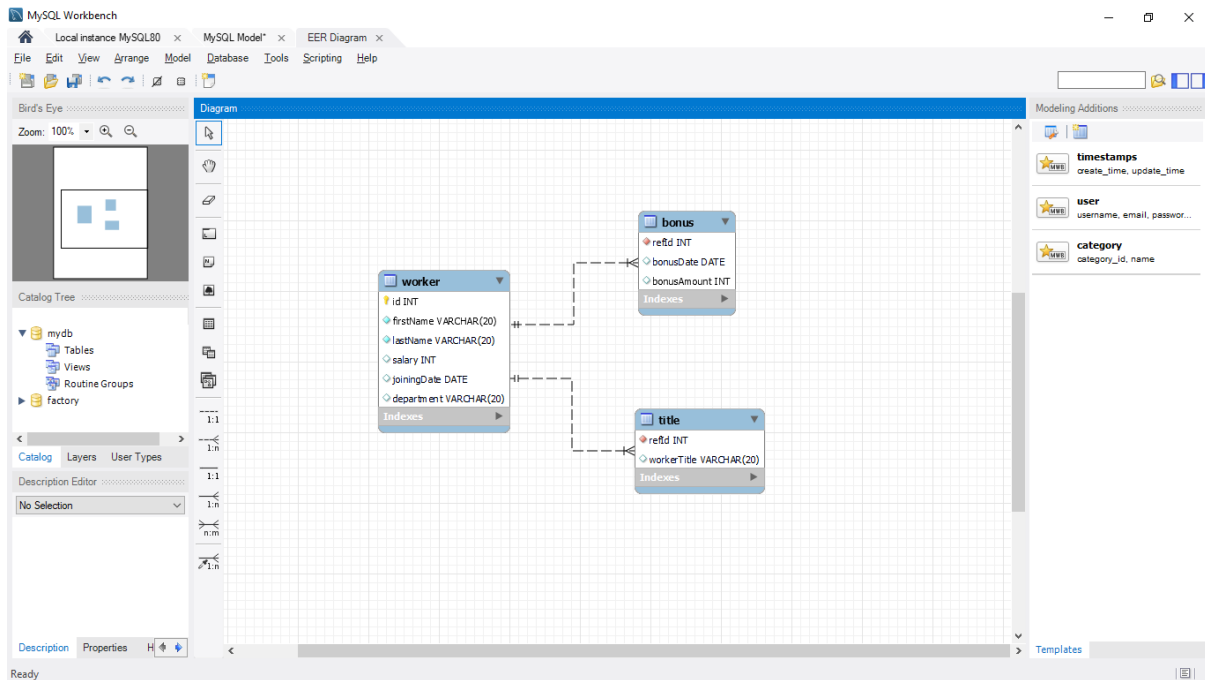 MySQL Workbench
Local instance MySQL80 × MySQL Model* × EER Diagram ×
File Edit View Arrange Model Database Tools Scripting Help
Bird's Eye
Zoom: 100%
Catalog Tree
mydb
Tables
Views
Routine Groups
factory
Catalog Layers User Types
Description Editor
No Selection
Description Properties H
Ready
Diagram
1:1
1:n
1:1
1:n
n:m
1:n
worker
id INT
firstName VARCHAR(20)
lastName VARCHAR(20)
salary INT
joiningDate DATE
department VARCHAR(20)
Indexes
bonus
refId INT
bonusDate DATE
bonusAmount INT
Indexes
title
refId INT
workerTitle VARCHAR(20)
Indexes
Modeling Additions
timestamps
create_time, update_time
user
username, email, passwor...
category
category_id, name
Templates